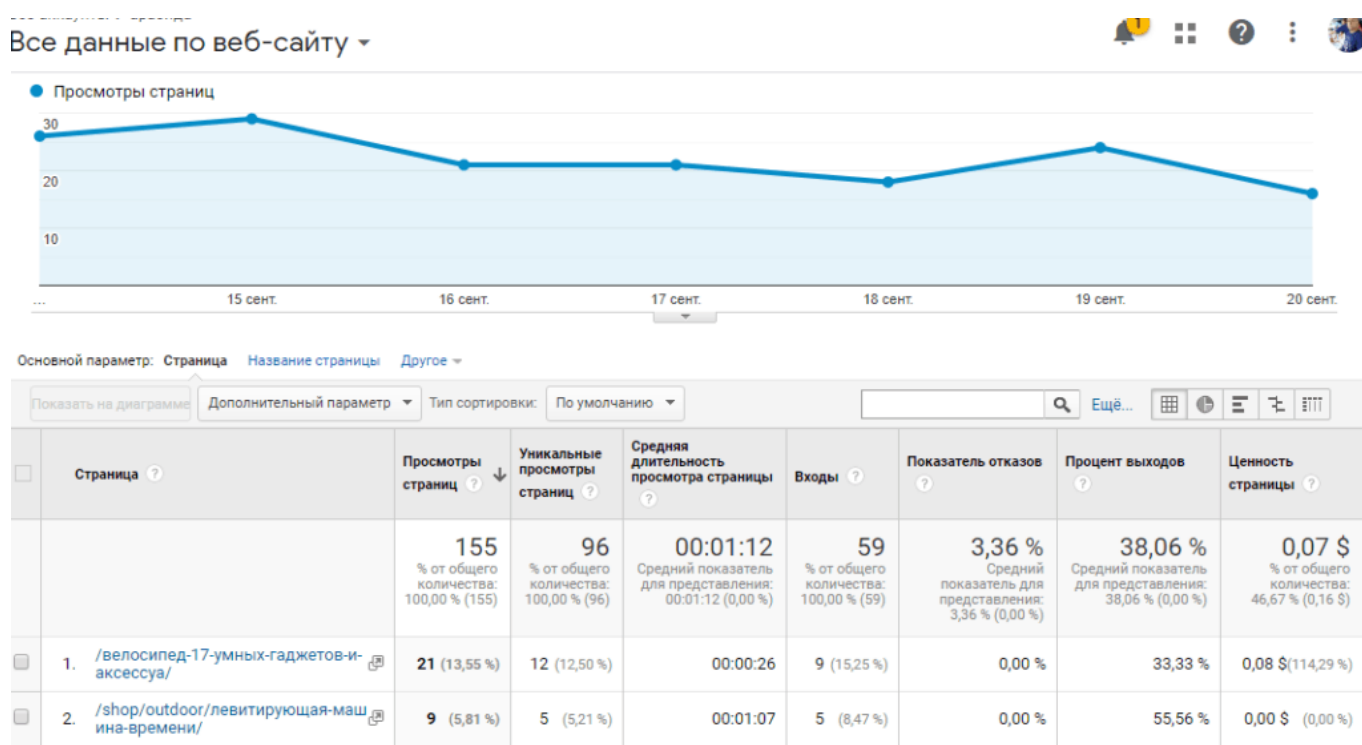 Все данные по веб-сайту
1
Просмотры страниц
30
20
10
...
15 сент.
16 сент.
17 сент.
18 сент.
19 сент.
20 сент.
Основной параметр: Страница Название страницы Другое
Показать на диаграмме Дополнительный параметр Тип сортировки: По умолчанию Ещё...
Страница ?
Просмотры
страниц ?
Уникальные
просмотры
страниц ?
Средняя
длительность
просмотра страницы
?
Входы ?
Показатель отказов
?
Процент выходов
?
Ценность
страницы ?
155
% от общего
количества:
100,00 % (155)
96
% от общего
количества:
100,00 % (96)
00:01:12
Средний показатель
для представления:
00:01:12 (0,00 %)
59
% от общего
количества:
100,00 % (59)
3,36 %
Средний
показатель для
представления:
3,36 % (0,00 %)
38,06 %
Средний показатель
для представления:
38,06 % (0,00 %)
0,07 $
% от общего
количества:
46,67 % (0,16 $)
1. /велосипед-17-умных-гаджетов-и-
аксессуа/
21 (13,55 %) 12 (12,50 %) 00:00:26 9 (15,25 %) 0,00 % 33,33 % 0,08 $(114,29 %)
2. /shop/outdoor/левитирующая-маш
ина-времени/
9 (5,81 %) 5 (5,21 %) 00:01:07 5 (8,47 %) 0,00 % 55,56 % 0,00 $ (0,00 %)